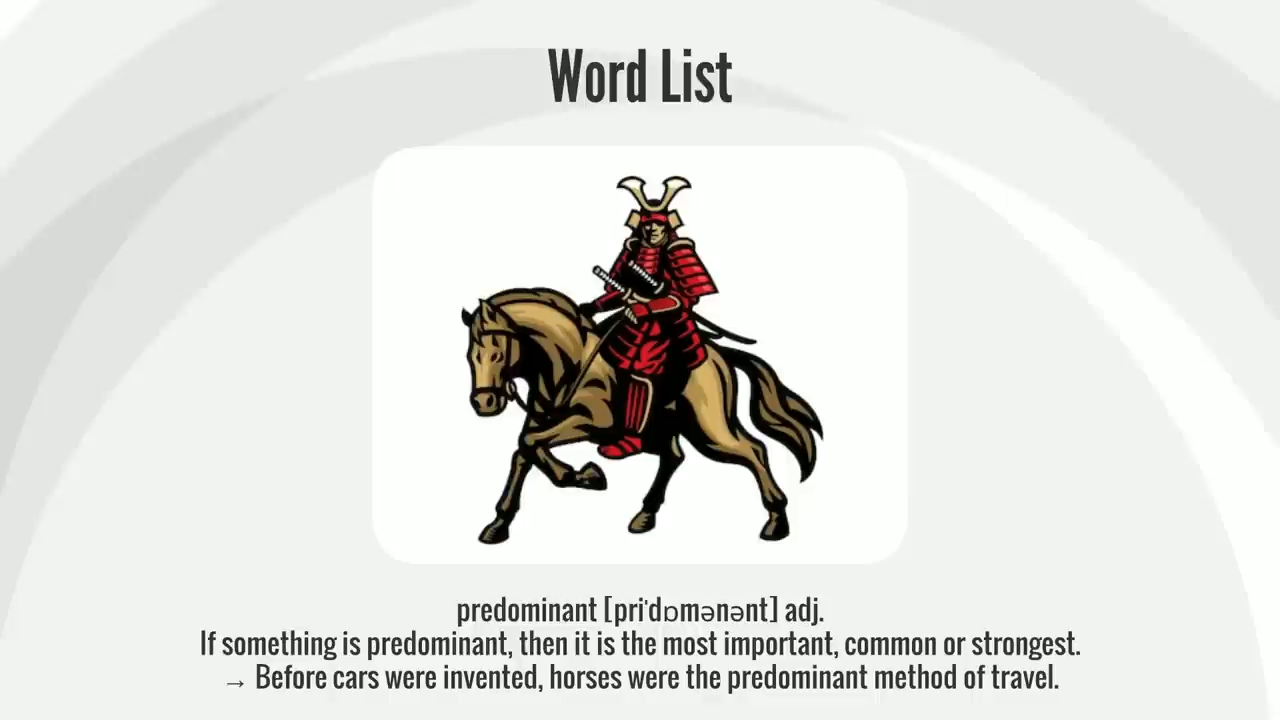 Word List
predominant [priˈdɒmənənt] adj.
If something is predominant, then it is the most important, common or strongest.
→ Before cars were invented, horses were the predominant method of travel.